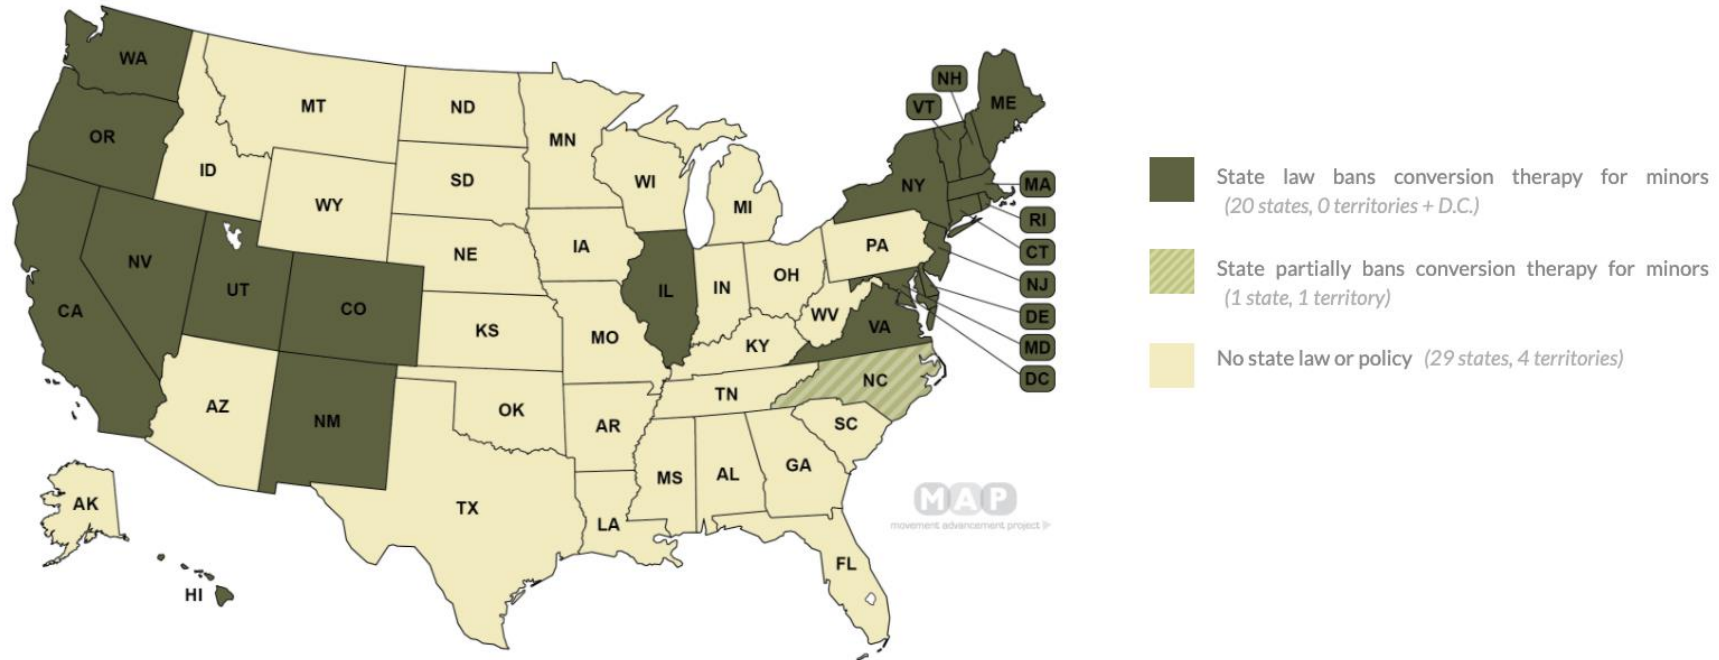 WA
MT
ND
MN
OR
ID
SD
WI
MI
WY
NE
IA
NV
UT
CO
CA
KS
MO
IL
IN
OH
PA
NY
VT
NH
ME
MA
RI
CT
NJ
DE
MD
DC
WV
VA
KY
NC
TN
SC
AZ
NM
OK
AR
MS
AL
GA
TX
LA
FL
AK
HI
MAP
movement advancement project
State law bans conversion therapy for minors
(20 states, 0 territories + D.C.)
State partially bans conversion therapy for minors
(1 state, 1 territory)
No state law or policy (29 states, 4 territories)